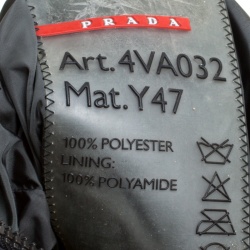 PRADA
Art.4VA032
Mat.Y47
100% POLYESTER
LINING:
100% POLYAMIDE